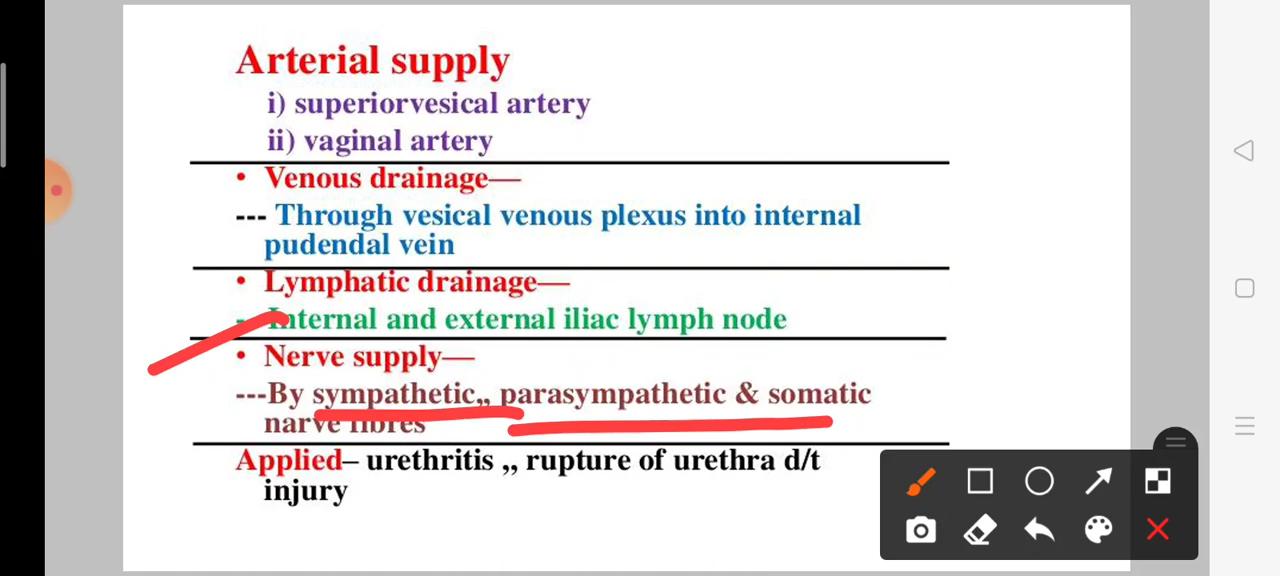 Arterial supply
i) superiorvesical artery
ii) vaginal artery
• Venous drainage—
--- Through vesical venous plexus into internal
pudendal vein
• Lymphatic drainage—
-- Internal and external iliac lymph node
• Nerve supply—
---By sympathetic,, parasympathetic & somatic
narve fibres
Applied– urethritis ,, rupture of urethra d/t
injury